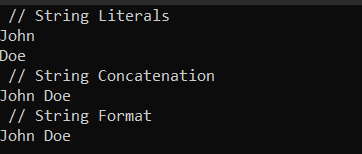 // String Literals
John
Doe
// String Concatenation
John Doe
// String Format
John Doe